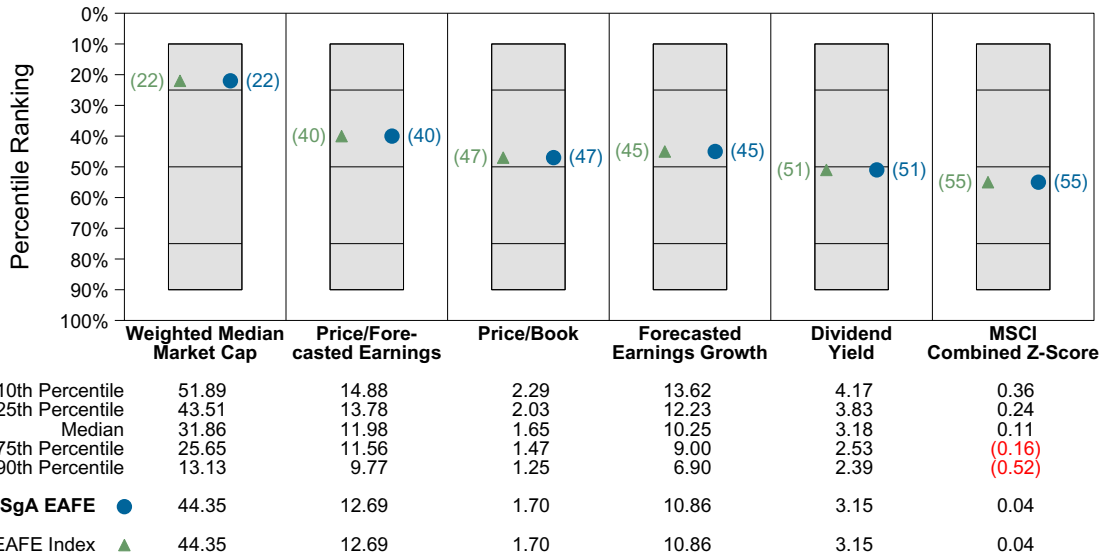 0%
10%
20%
30%
40%
50%
60%
70%
80%
90%
100%
Percentile Ranking
(22) (22)
(40) (40)
(47) (47)
(45) (45)
(51) (51)
(55) (55)
Weighted Median Market Cap
Price/Fore- casted Earnings
Price/Book
Forecasted Earnings Growth
Dividend Yield
MSCI Combined Z-Score
10th Percentile 51.89 14.88 2.29 13.62 4.17 0.36
25th Percentile 43.51 13.78 2.03 12.23 3.83 0.24
Median 31.86 11.98 1.65 10.25 3.18 0.11
75th Percentile 25.65 11.56 1.47 9.00 2.53 (0.16)
90th Percentile 13.13 9.77 1.25 6.90 2.39 (0.52)
SgA EAFE 44.35 12.69 1.70 10.86 3.15 0.04
EAFE Index 44.35 12.69 1.70 10.86 3.15 0.04